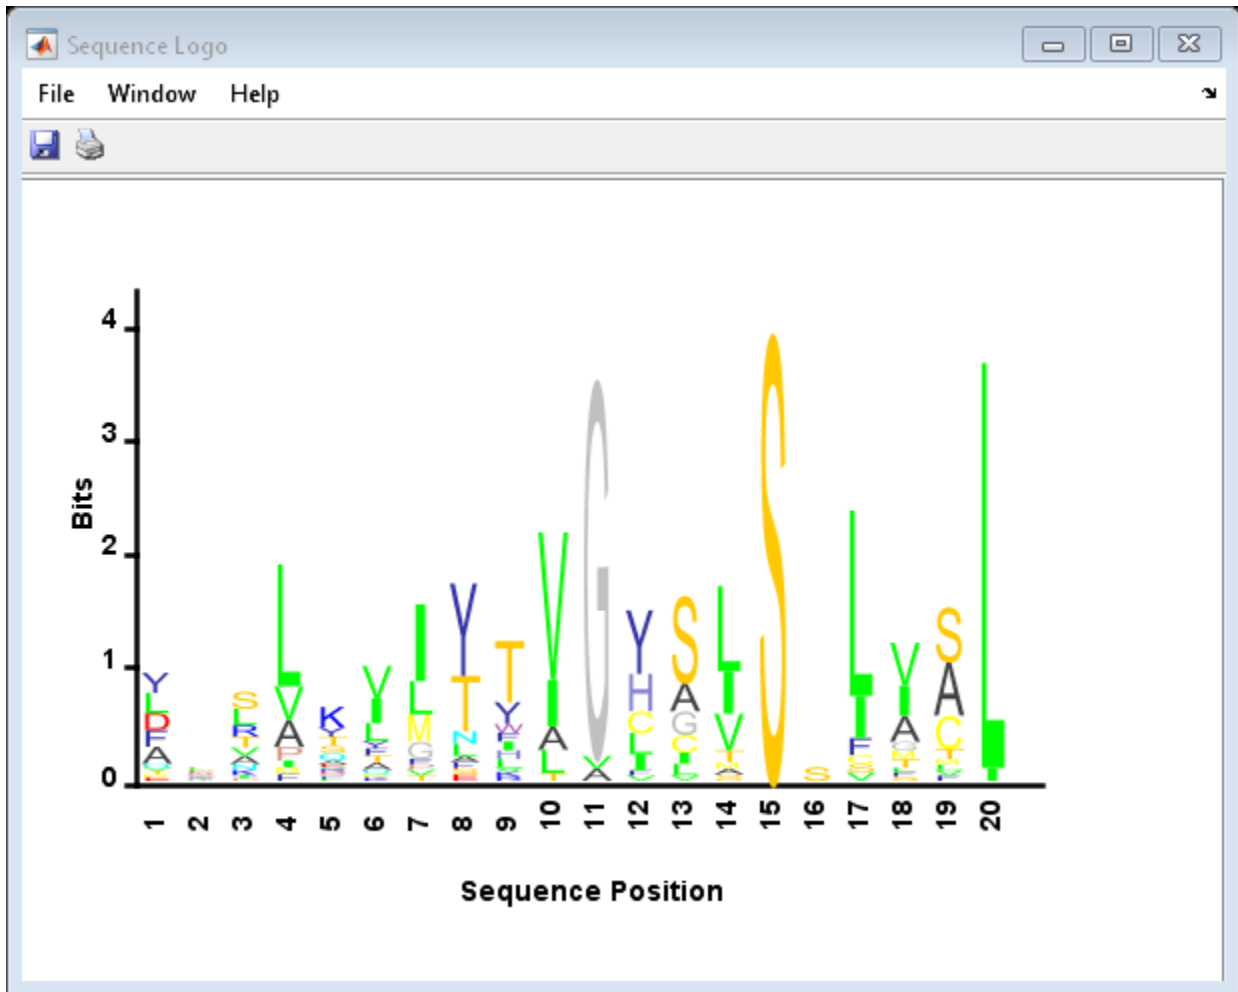 Sequence Logo
File Window Help
4
3
2
1
0
Bits
Y L D F A
S L R T X A
L V A P
K
V I L
I L M G
Y T N
T Y W
V I A L
G V A
Y H C L I
S A G C
L I V
S
S
L I F
V I A G
S A C
L I
1 2 3 4 5 6 7 8 9 10 11 12 13 14 15 16 17 18 19 20
Sequence Position